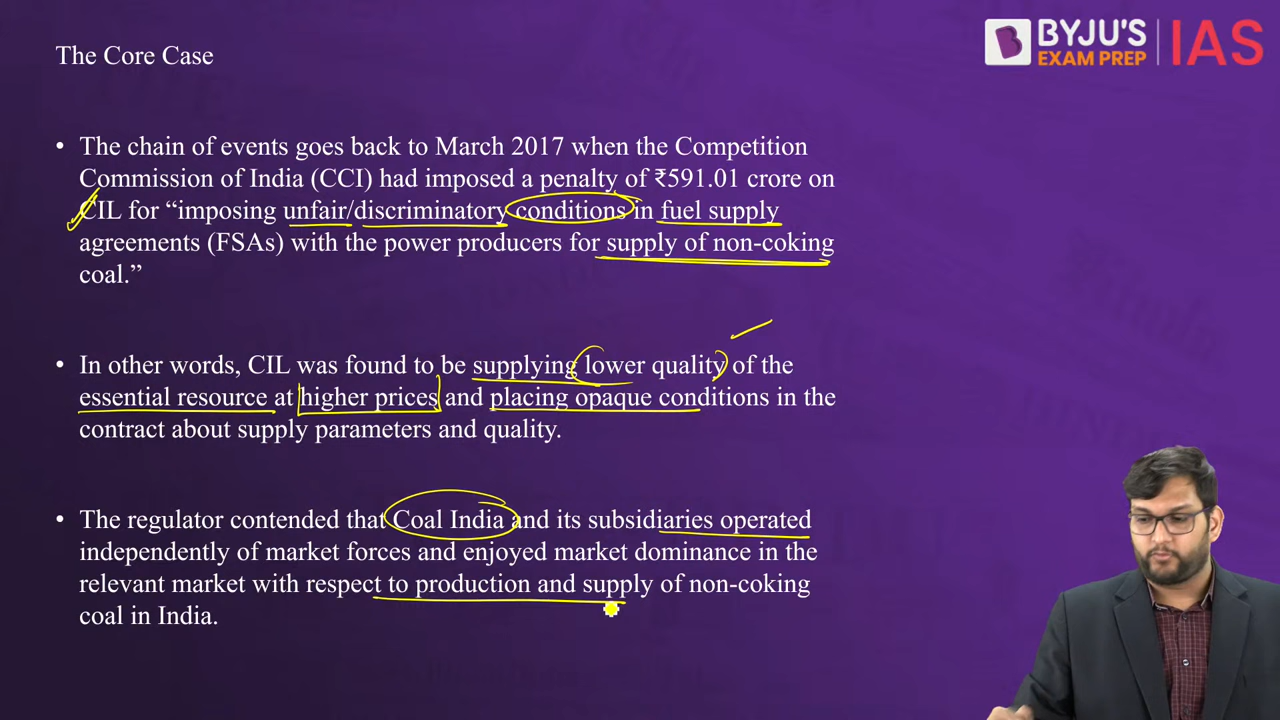 The Core Case
BYJU'S
EXAM PREP
IAS
• The chain of events goes back to March 2017 when the Competition
Commission of India (CCI) had imposed a penalty of ₹591.01 crore on
CIL for “imposing unfair/discriminatory conditions in fuel supply
agreements (FSAs) with the power producers for supply of non-coking
coal.”
• In other words, CIL was found to be supplying lower quality of the
essential resource at higher prices and placing opaque conditions in the
contract about supply parameters and quality.
• The regulator contended that Coal India and its subsidiaries operated
independently of market forces and enjoyed market dominance in the
relevant market with respect to production and supply of non-coking
coal in India.